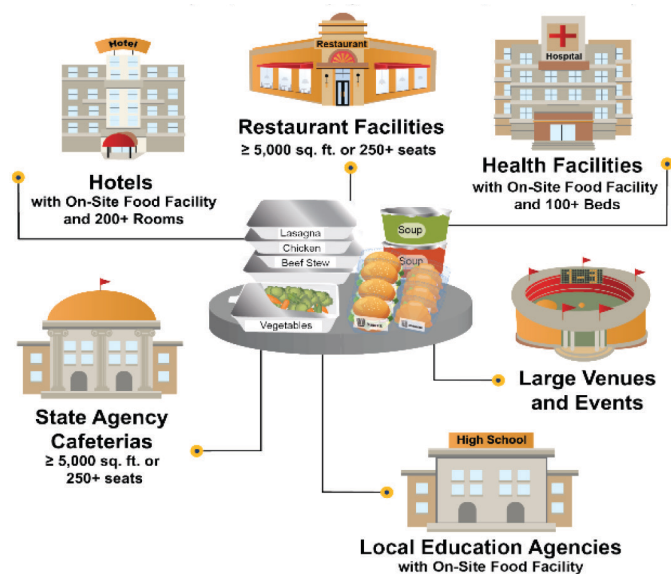 Hotel
Restaurant
Hospital
Restaurant Facilities
≥ 5,000 sq. ft. or 250+ seats
Hotels
with On-Site Food Facility
and 200+ Rooms
Health Facilities
with On-Site Food Facility
and 100+ Beds
Lasagna
Chicken
Beef Stew
Vegetables
Soup
Soup
State Agency
Cafeterias
≥ 5,000 sq. ft. or
250+ seats
Large Venues
and Events
High School
Local Education Agencies
with On-Site Food Facility